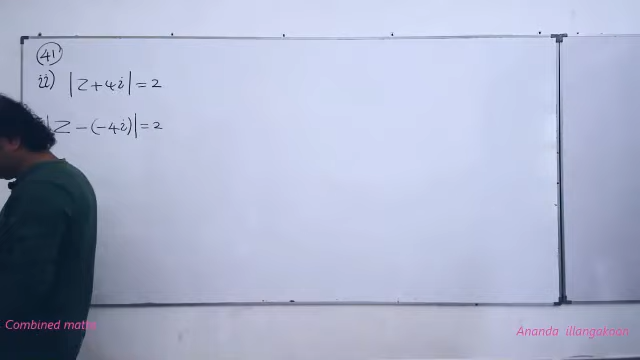 41
ii) |Z+4i|=2
|Z-(-4i)|=2
Combined maths
Ananda illangakoon